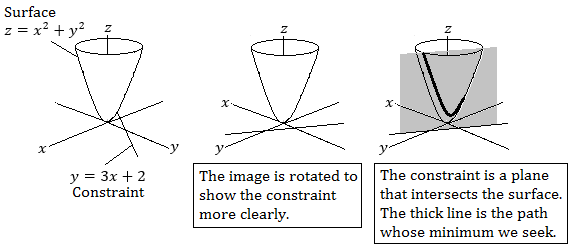 Surface
z = x² + y²
z
x
y
y = 3x + 2
Constraint
z
x
y
The image is rotated to
show the constraint
more clearly.
z
x
y
The constraint is a plane
that intersects the surface.
The thick line is the path
whose minimum we seek.